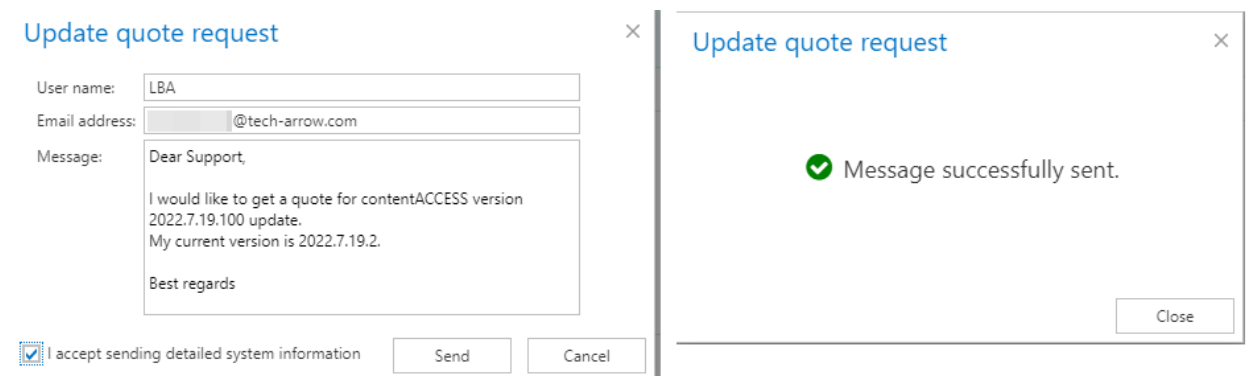 Update quote request
User name:
LBA
Email address:
@tech-arrow.com
Message:
Dear Support,
I would like to get a quote for contentACCESS version
2022.7.19.100 update.
My current version is 2022.7.19.2.
Best regards
I accept sending detailed system information
Send
Cancel
Update quote request
Message successfully sent.
Close